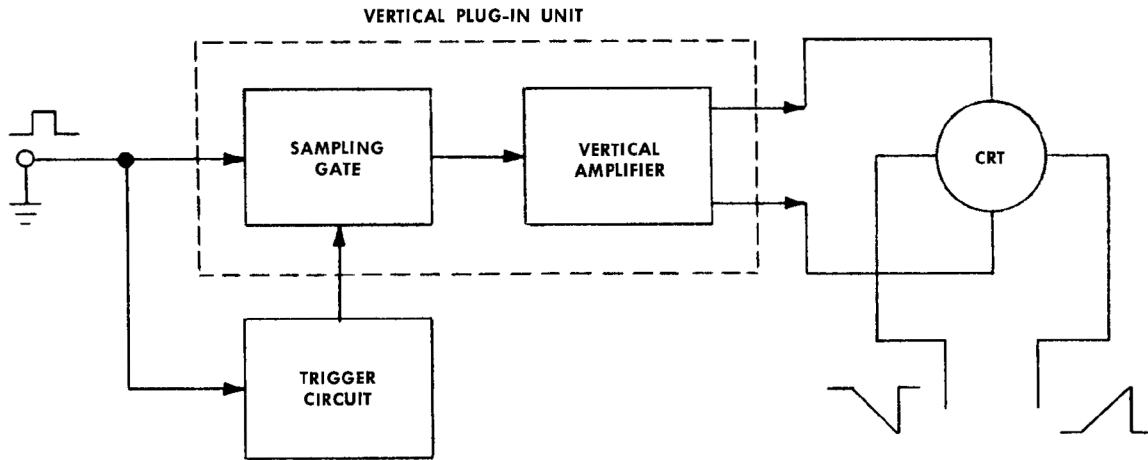 VERTICAL PLUG-IN UNIT
SAMPLING
GATE
VERTICAL
AMPLIFIER
CRT
TRIGGER
CIRCUIT